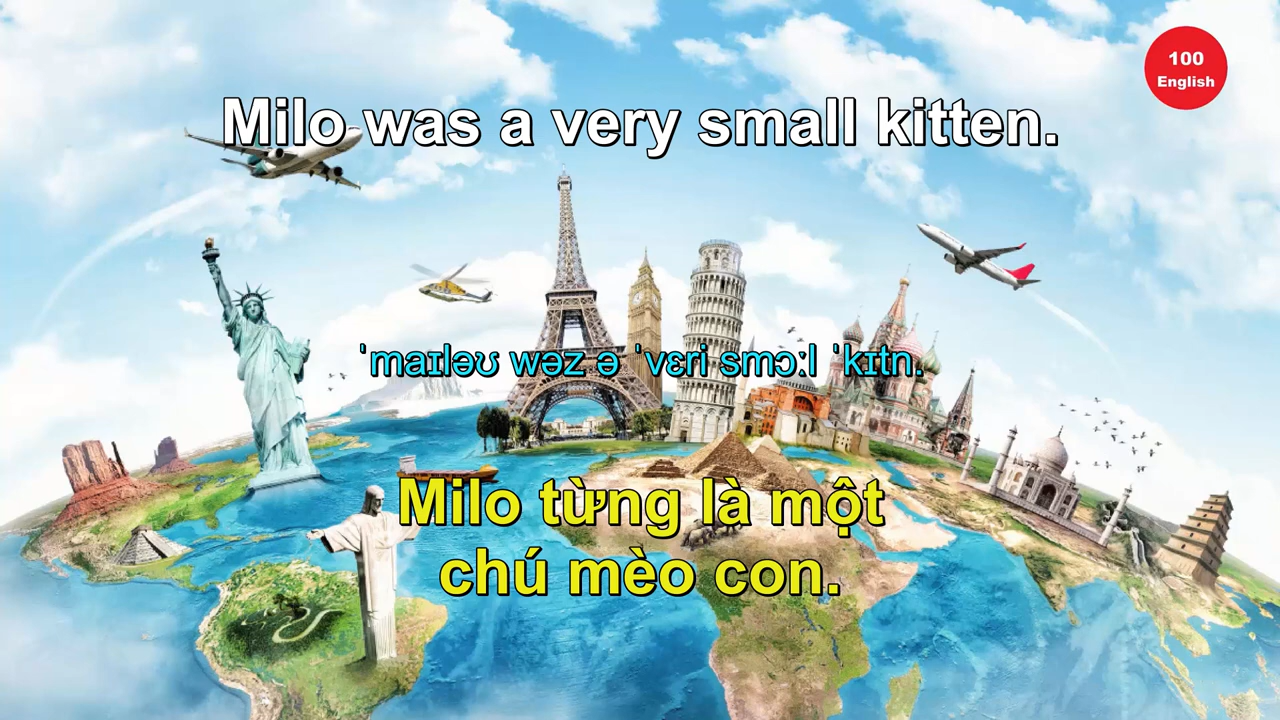 100
English
Milo was a very small kitten.
ˈmaɪləʊ wəz ə ˈvɛri smɔːl ˈkɪtn.
Milo từng là một
chú mèo con.